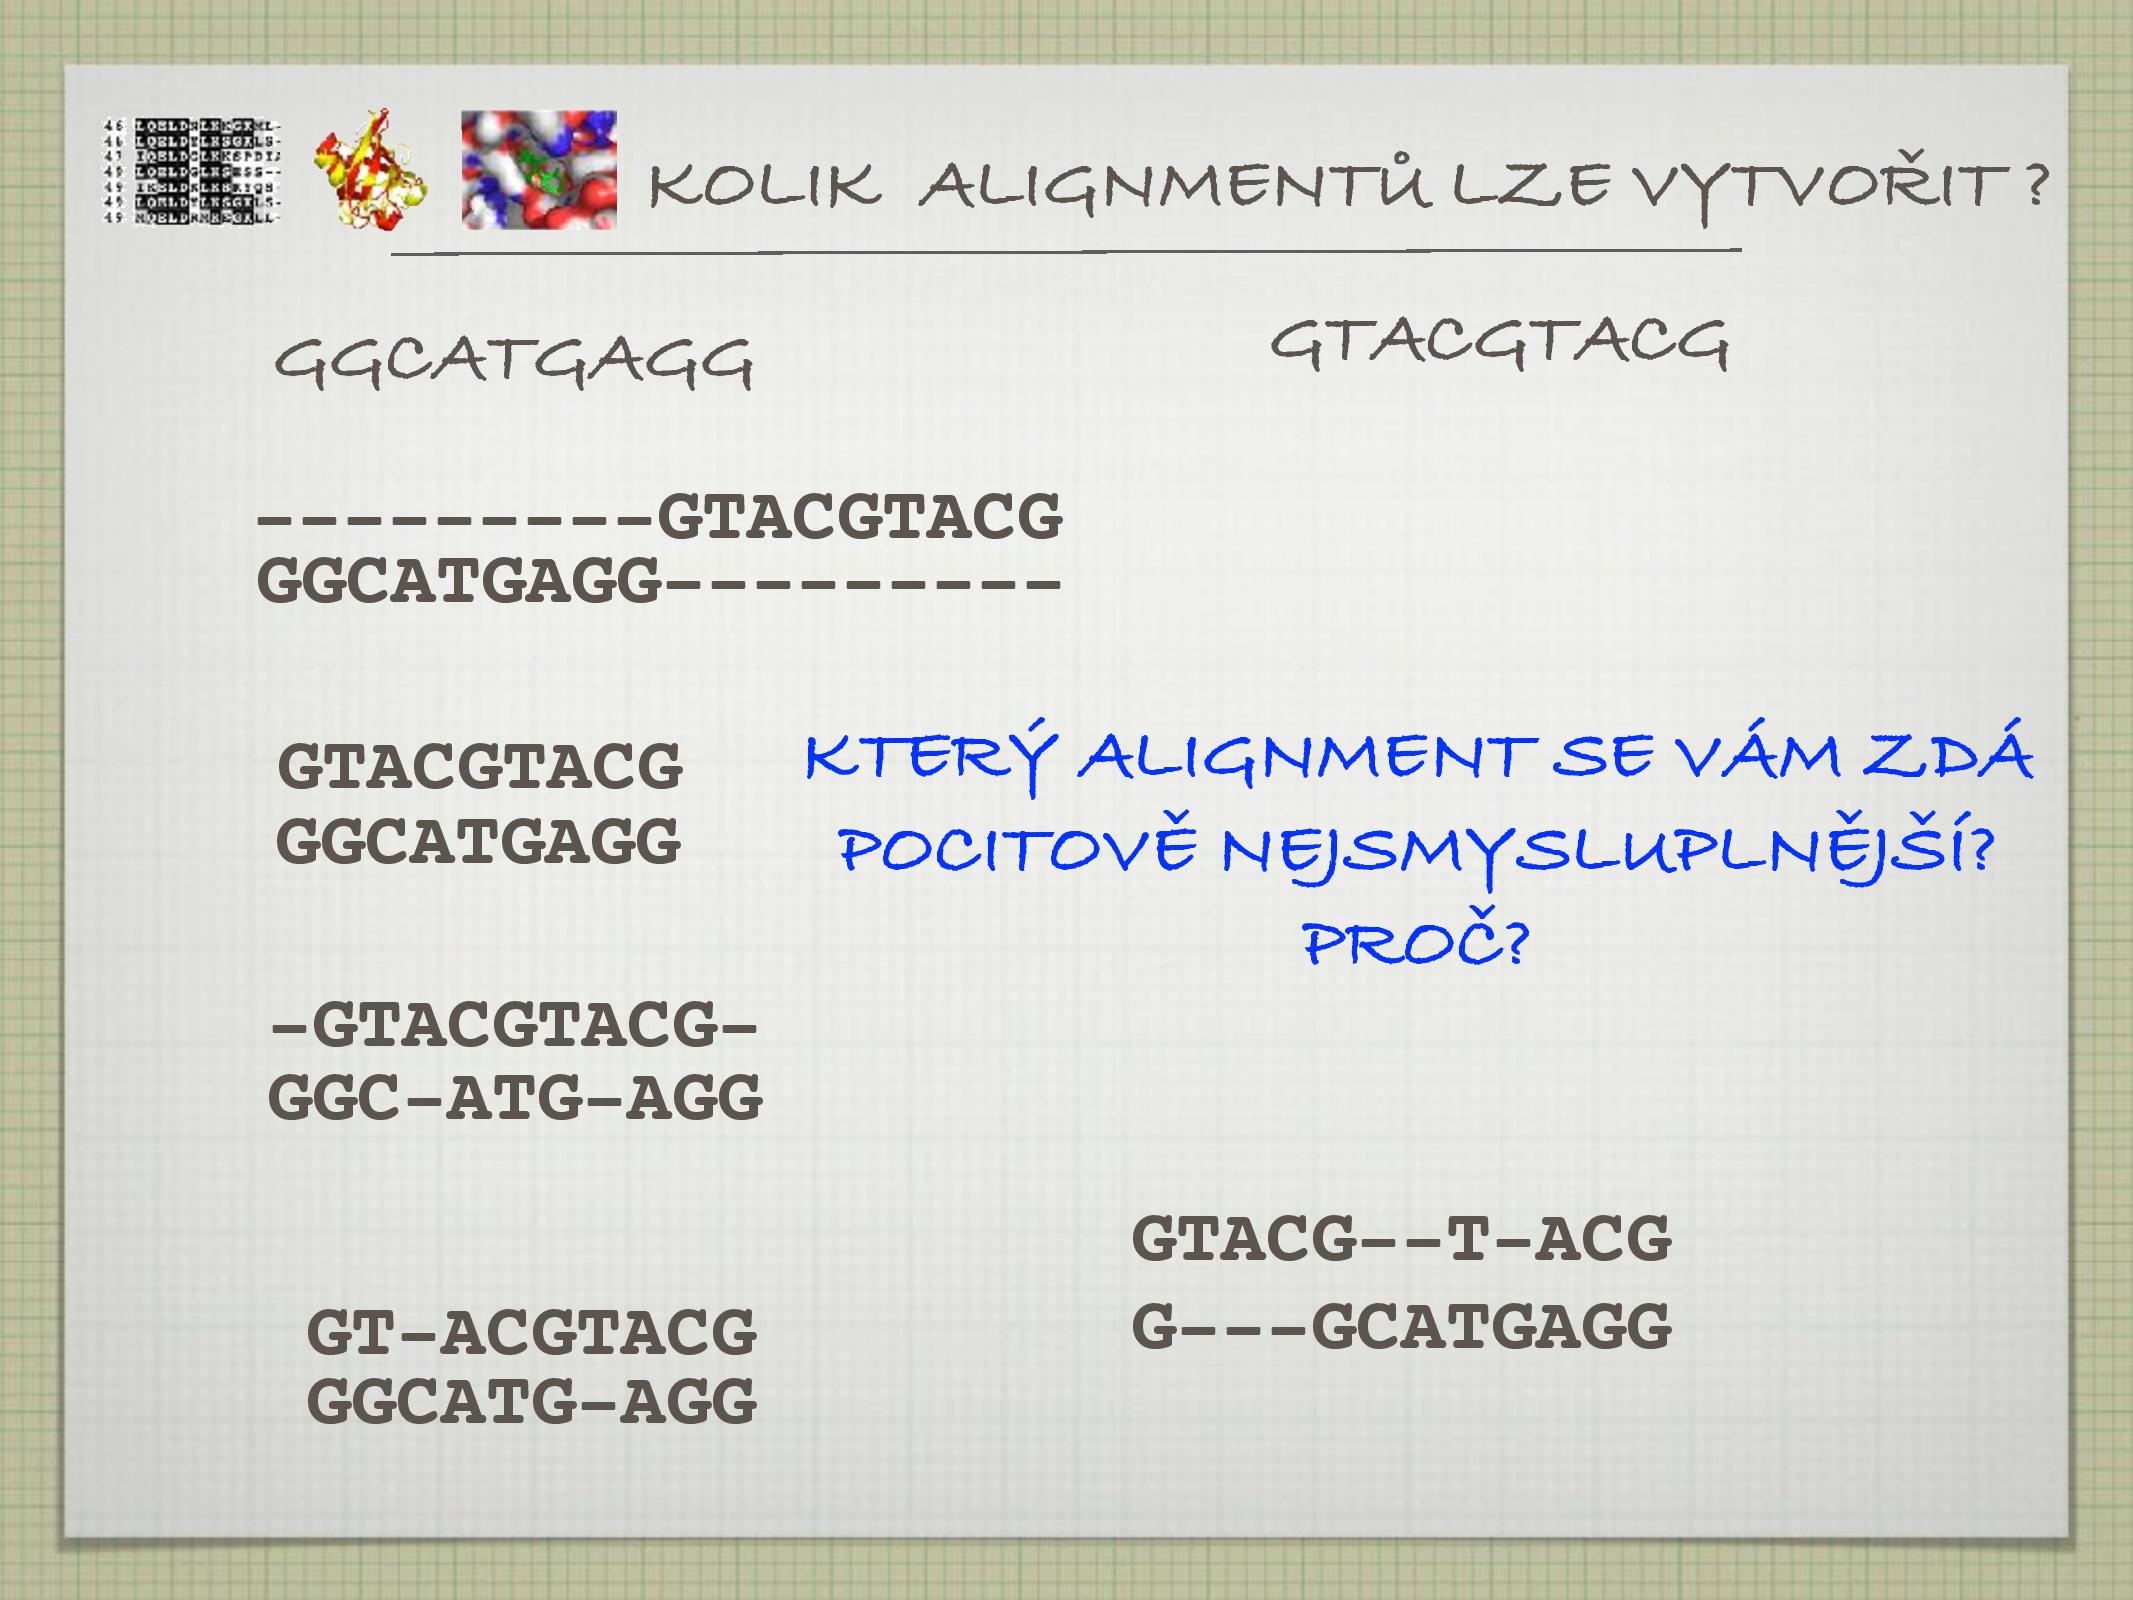 KOLIK ALIGNMENTŮ LZE VYTVOŘIT ?
GGCATGAGG
GTACGTACG
---------GTACGTACG
GGCATGAGG---------
GTACGTACG
GGCATGAGG
KTERÝ ALIGNMENT SE VÁM ZDÁ
POCITOVĚ NEJSMYSLUPLNĚJŠÍ?
PROČ?
-GTACGTACG-
GGC-ATG-AGG
GT-ACGTACG
GGCATG-AGG
GTACG--T-ACG
G---GCATGAGG